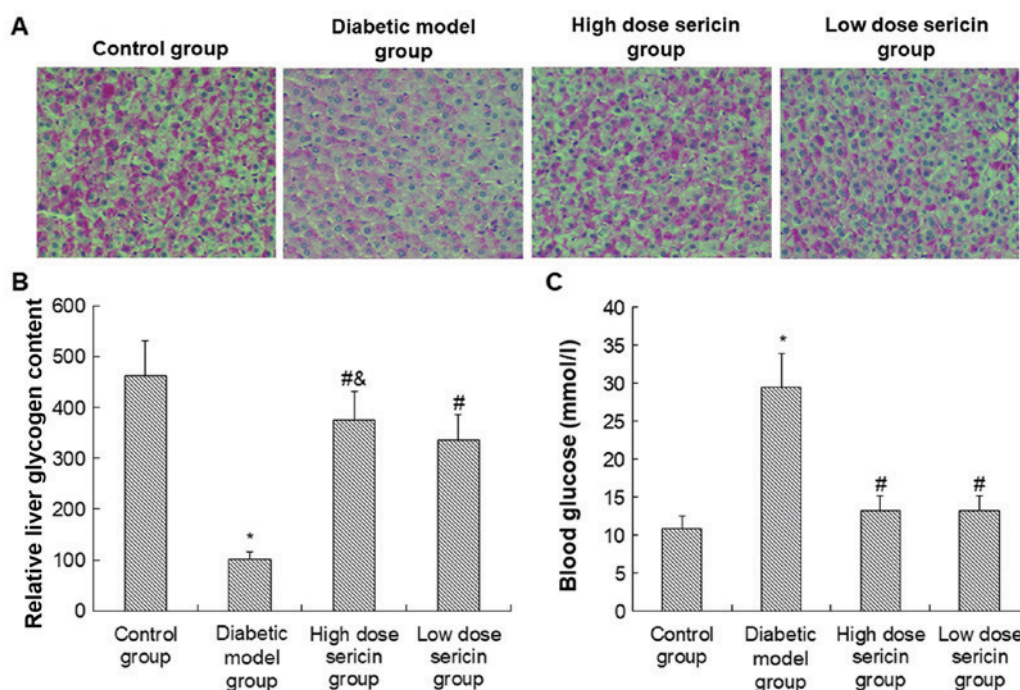 A
Control group
Diabetic model
group
High dose sericin
group
Low dose sericin
group
B
Relative liver glycogen content
600
500
400
300
200
100
0
*
#&
#
Control
group
Diabetic
model
group
High dose
sericin
group
Low dose
sericin
group
C
Blood glucose (mmol/l)
40
35
30
25
20
15
10
5
0
*
#
#
Control
group
Diabetic
model
group
High dose
sericin
group
Low dose
sericin
group